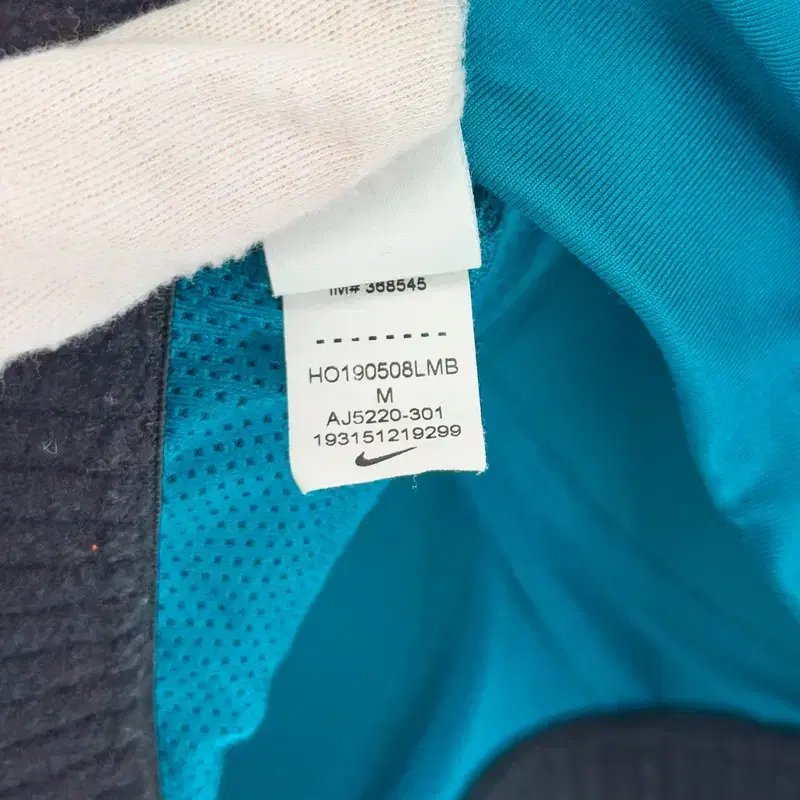 IM# 368545
--------
HO190508LMB
M
AJ5220-301
193151219299